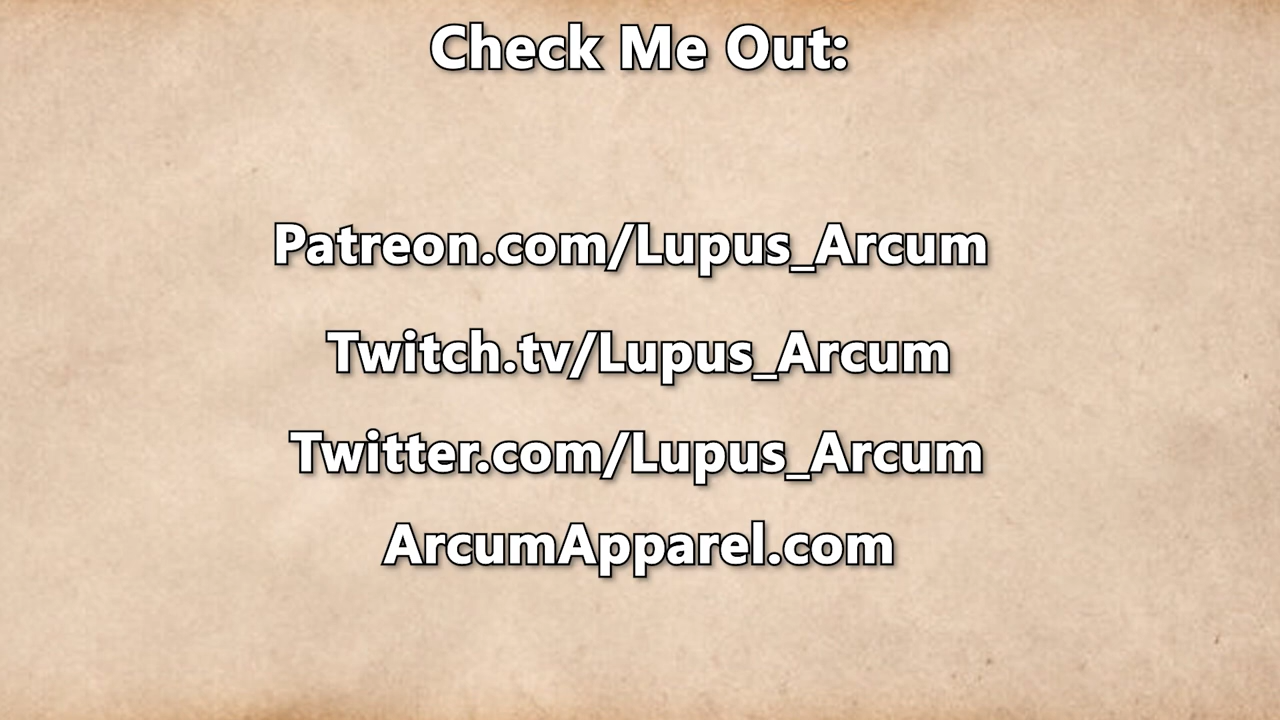 Check Me Out:
Patreon.com/Lupus_Arcum
Twitch.tv/Lupus_Arcum
Twitter.com/Lupus_Arcum
ArcumApparel.com